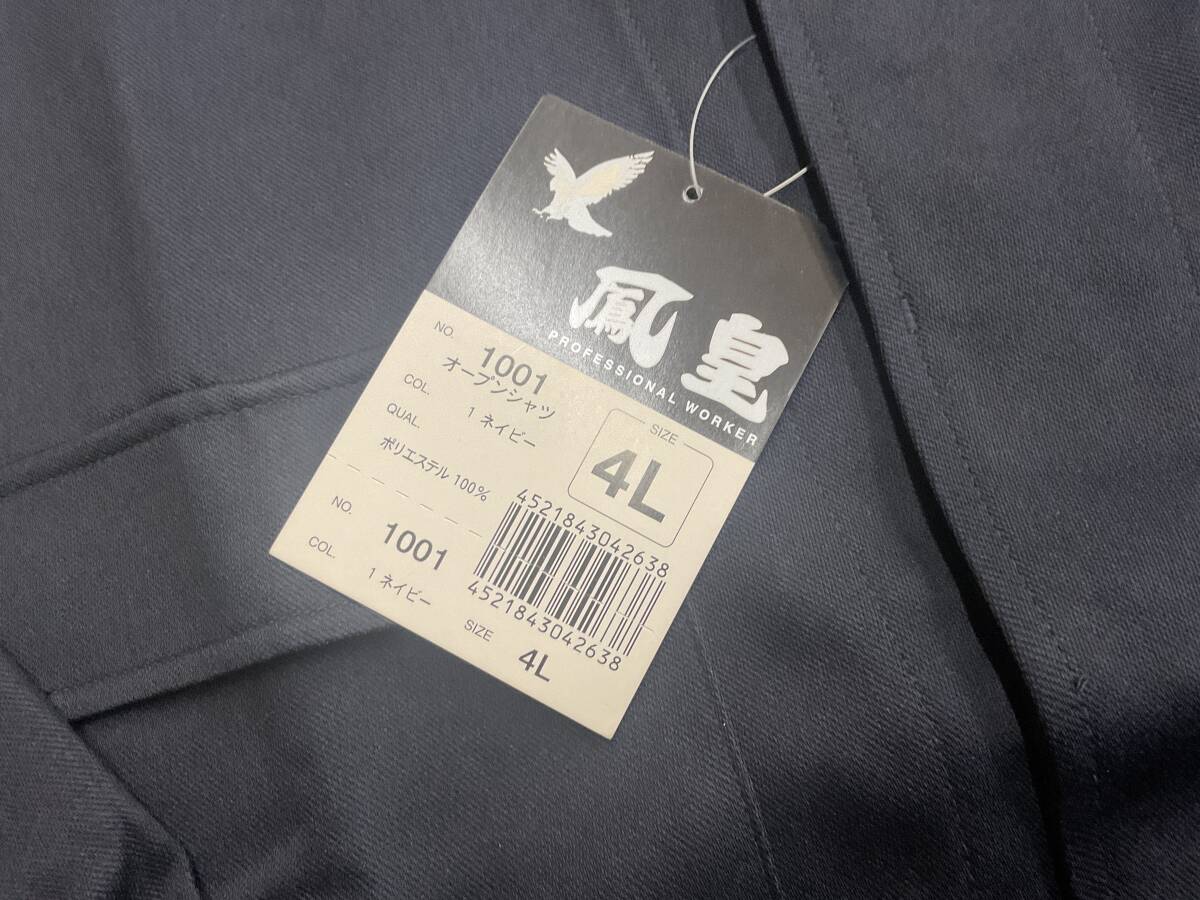 鳳皇
PROFESSIONAL WORKER
NO. 1001
オープンシャツ
COL. 1 ネイビー
QUAL.
ポリエステル 100%
SIZE
4L
4521843042638
4521843042638
NO. 1001
COL. 1 ネイビー
SIZE 4L